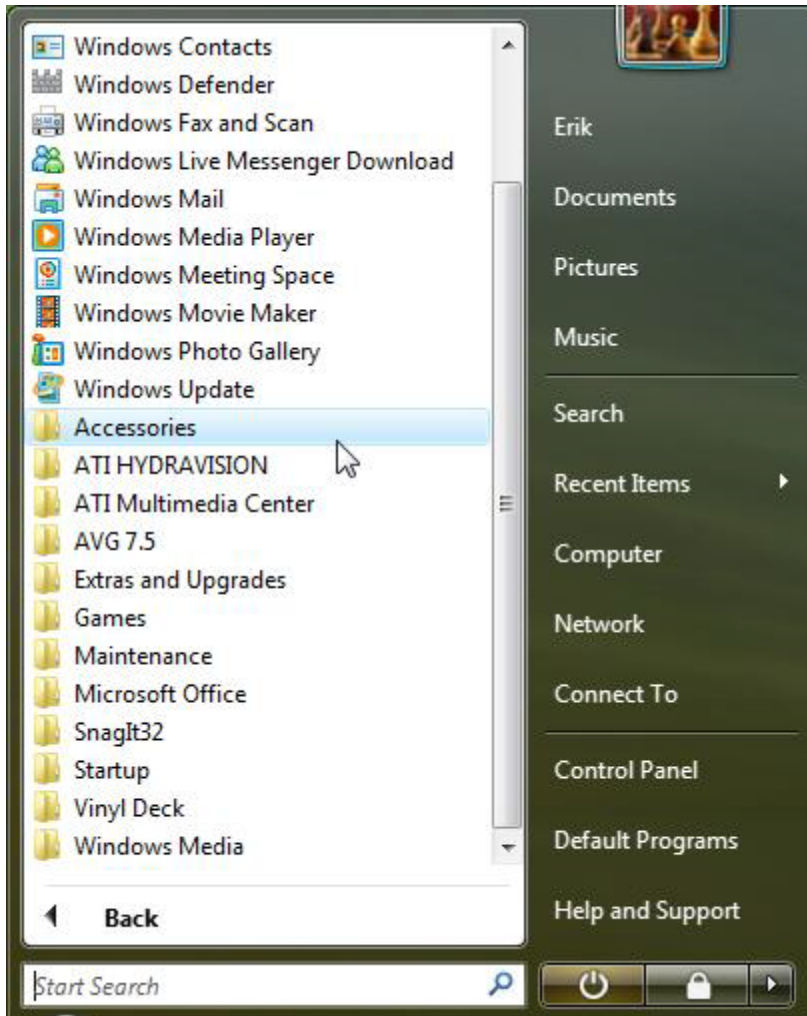 Windows Contacts
Windows Defender
Windows Fax and Scan
Windows Live Messenger Download
Windows Mail
Windows Media Player
Windows Meeting Space
Windows Movie Maker
Windows Photo Gallery
Windows Update
Accessories
ATI HYDRAVISION
ATI Multimedia Center
AVG 7.5
Extras and Upgrades
Games
Maintenance
Microsoft Office
SnagIt32
Startup
Vinyl Deck
Windows Media
Back
Start Search
Erik
Documents
Pictures
Music
Search
Recent Items
Computer
Network
Connect To
Control Panel
Default Programs
Help and Support